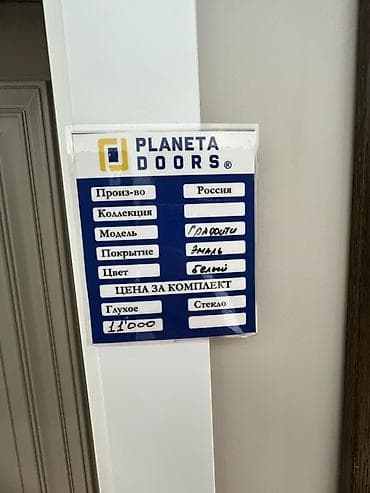 PLANETA
DOORS®
Произ-во Россия
Коллекция
Модель Граффити
Покрытие Эмаль
Цвет Белый
ЦЕНА ЗА КОМПЛЕКТ
Глухое Стекло
11'000